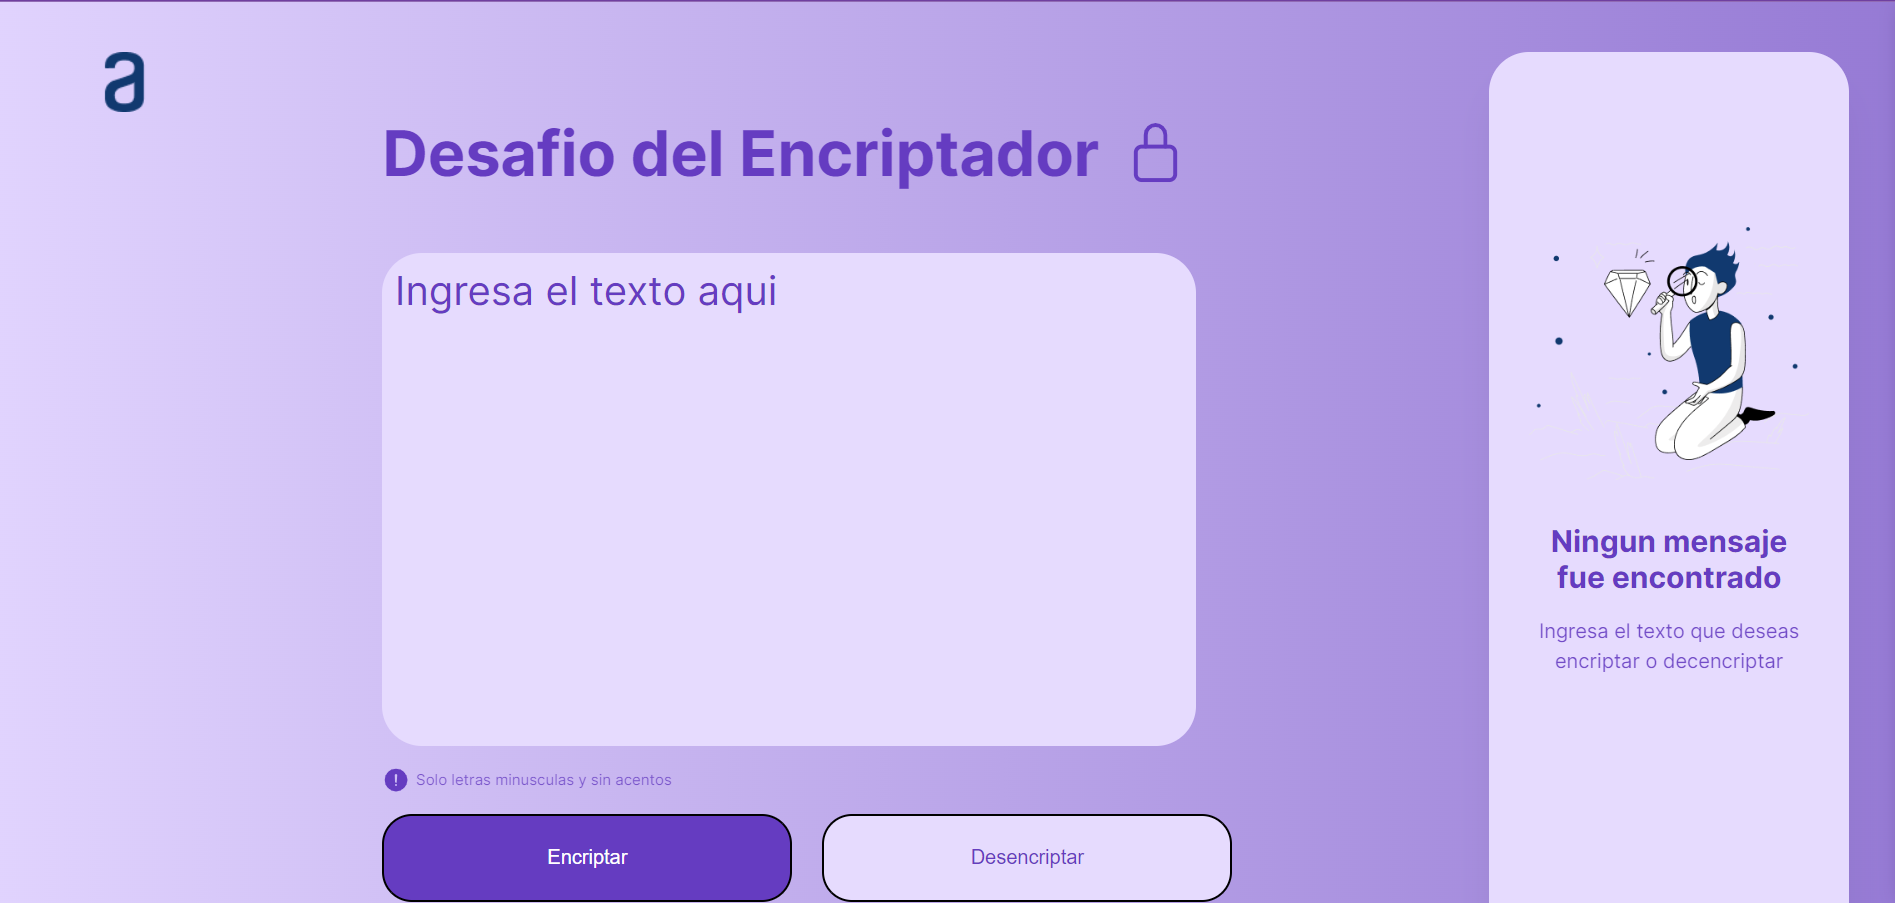 a
Desafio del Encriptador
Ingresa el texto aqui
! Solo letras minusculas y sin acentos
Encriptar
Desencriptar
Ningun mensaje
fue encontrado
Ingresa el texto que deseas
encriptar o decencriptar